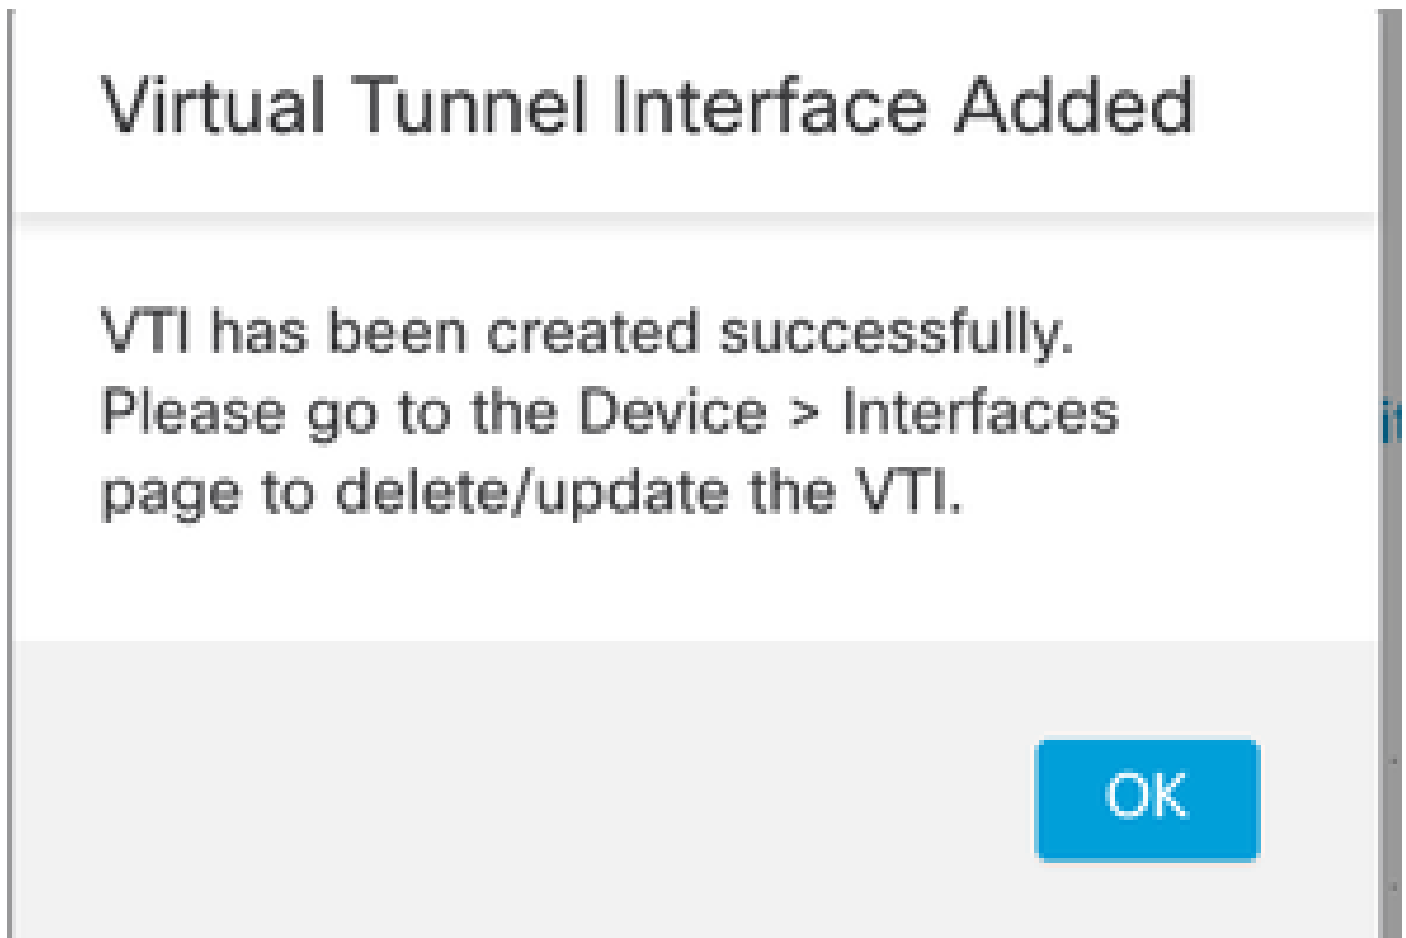 Virtual Tunnel Interface Added
VTI has been created successfully.
Please go to the Device > Interfaces
page to delete/update the VTI.
OK